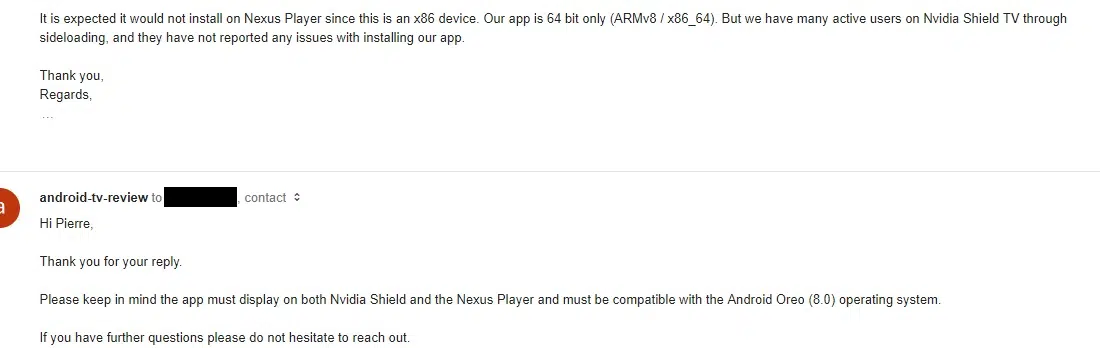 It is expected it would not install on Nexus Player since this is an x86 device. Our app is 64 bit only (ARMv8 / x86_64). But we have many active users on Nvidia Shield TV through
sideloading, and they have not reported any issues with installing our app.
Thank you,
Regards,
...
a
android-tv-review to , contact
Hi Pierre,
Thank you for your reply.
Please keep in mind the app must display on both Nvidia Shield and the Nexus Player and must be compatible with the Android Oreo (8.0) operating system.
If you have further questions please do not hesitate to reach out.